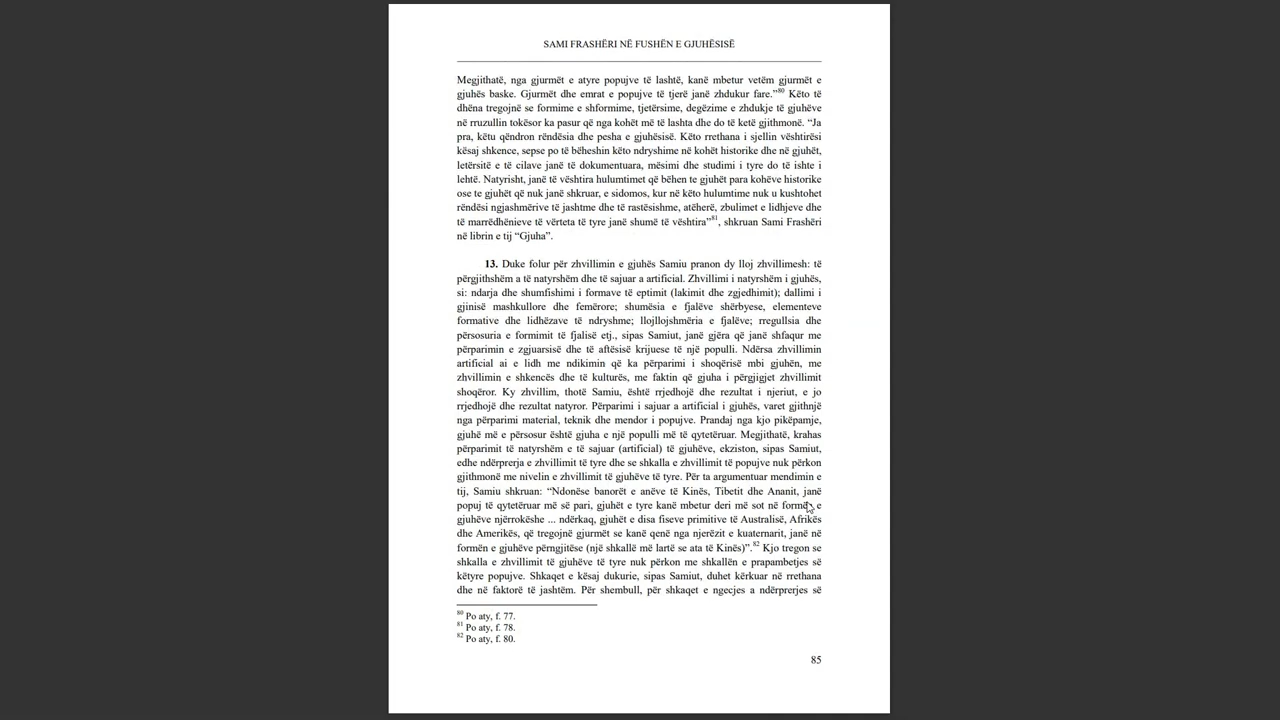 SAMI FRASHËRI NË FUSHËN E GJUHËSISË
Megjithatë, nga gjurmët e atyre popujve të lashtë, kanë mbetur vetëm gjurmët e
gjuhës baske. Gjurmët dhe emrat e popujve të tjerë janë zhdukur fare.”80 Këto të
dhëna tregojnë se formime e shformime, tjetërsime, degëzime e zhdukje të gjuhëve
në rruzullin tokësor ka pasur që nga kohët më të lashta dhe do të ketë gjithmonë. “Ja
pra, këtu qëndron rëndësia dhe pesha e gjuhësisë. Këto rrethana i sjellin vështirësi
kësaj shkence, sepse po të bëheshin këto ndryshime në kohët historike dhe në gjuhët,
letërsitë e të cilave janë të dokumentuara, mësimi dhe studimi i tyre do të ishte i
lehtë. Natyrisht, janë të vështira hulumtimet që bëhen te gjuhët para kohëve historike
ose te gjuhët që nuk janë shkruar, e sidomos, kur në këto hulumtime nuk u kushtohet
rëndësi ngjashmërive të jashtme dhe të rastësishme, atëherë, zbulimet e lidhjeve dhe
të marrëdhënieve të vërteta të tyre janë shumë të vështira”81, shkruan Sami Frashëri
në librin e tij “Gjuha”.
13. Duke folur për zhvillimin e gjuhës Samiu pranon dy lloj zhvillimesh: të
përgjithshëm a të natyrshëm dhe të sajuar a artificial. Zhvillimi i natyrshëm i gjuhës,
si: ndarja dhe shumfishimi i formave të eptimit (lakimit dhe zgjedhimit); dallimi i
gjinisë mashkullore dhe femërore; shumësia e fjalëve shërbyese, elementeve
formative dhe lidhëzave të ndryshme; llojllojshmëria e fjalëve; rregullsia dhe
përsosuria e formimit të fjalisë etj., sipas Samiut, janë gjëra që janë shfaqur me
përparimin e zgjuarsisë dhe të aftësisë krijuese të një populli. Ndërsa zhvillimin
artificial ai e lidh me ndikimin që ka përparimi i shoqërisë mbi gjuhën, me
zhvillimin e shkencës dhe të kulturës, me faktin që gjuha i përgjigjet zhvillimit
shoqëror. Ky zhvillim, thotë Samiu, është rrjedhojë dhe rezultat i njeriut, e jo
rrjedhojë dhe rezultat natyror. Përparimi i sajuar a artificial i gjuhës, varet gjithnjë
nga përparimi material, teknik dhe mendor i popujve. Prandaj nga kjo pikëpamje,
gjuhë më e përsosur është gjuha e një populli më të qytetëruar. Megjithatë, krahas
përparimit të natyrshëm e të sajuar (artificial) të gjuhëve, ekziston, sipas Samiut,
edhe ndërprerja e zhvillimit të tyre dhe se shkalla e zhvillimit të popujve nuk përkon
gjithmonë me nivelin e zhvillimit të gjuhëve të tyre. Për ta argumentuar mendimin e
tij, Samiu shkruan: “Ndonëse banorët e anëve të Kinës, Tibetit dhe Ananit, janë
popuj të qytetëruar më së pari, gjuhët e tyre kanë mbetur deri më sot në formën e
gjuhëve njërrokëshe ... ndërkaq, gjuhët e disa fiseve primitive të Australisë, Afrikës
dhe Amerikës, që tregojnë gjurmët se kanë qenë nga njerëzit e kuaternarit, janë në
formën e gjuhëve përngjitëse (një shkallë më lartë se ata të Kinës)”.82 Kjo tregon se
shkalla e zhvillimit të gjuhëve të tyre nuk përkon me shkallën e prapambetjes së
këtyre popujve. Shkaqet e kësaj dukurie, sipas Samiut, duhet kërkuar në rrethana
dhe në faktorë të jashtëm. Për shembull, për shkaqet e ngecjes a ndërprerjes së
80 Po aty, f. 77.
81 Po aty, f. 78.
82 Po aty, f. 80.
85